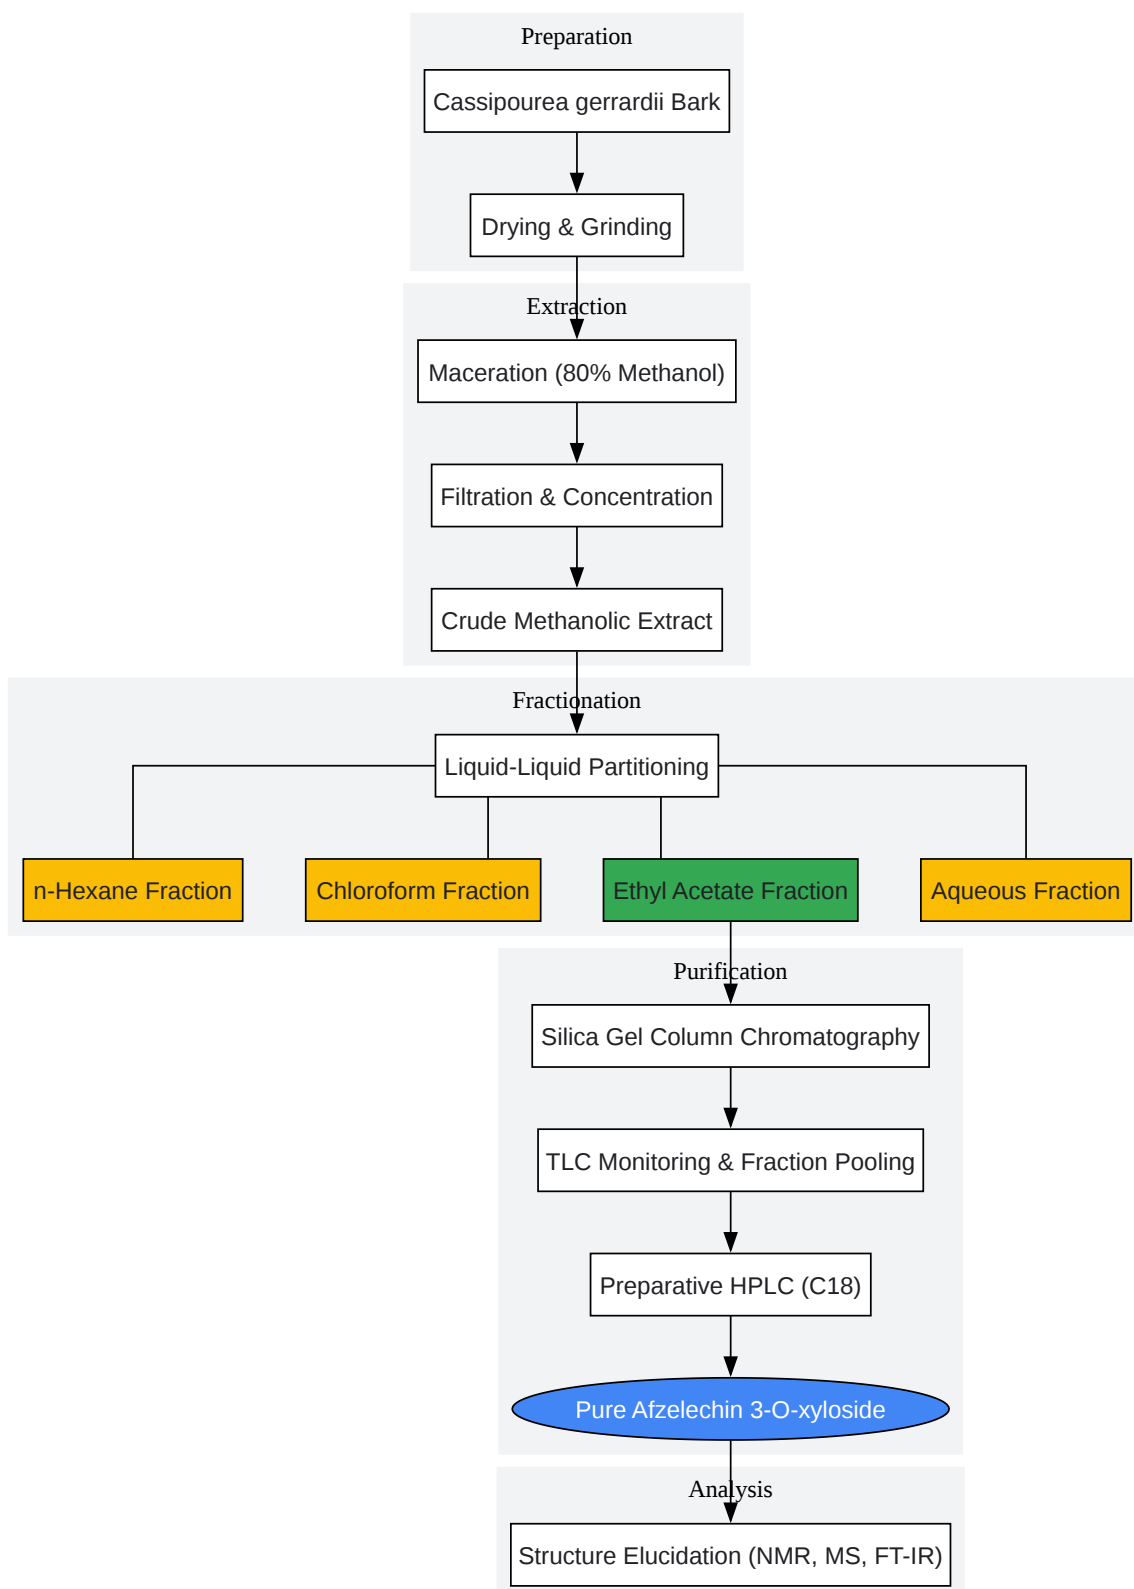 Preparation
Cassipourea gerrardii Bark
Drying & Grinding
Extraction
Maceration (80% Methanol)
Filtration & Concentration
Crude Methanolic Extract
Fractionation
Liquid-Liquid Partitioning
n-Hexane Fraction
Chloroform Fraction
Ethyl Acetate Fraction
Aqueous Fraction
Purification
Silica Gel Column Chromatography
TLC Monitoring & Fraction Pooling
Preparative HPLC (C18)
Pure Afzelechin 3-O-xyloside
Analysis
Structure Elucidation (NMR, MS, FT-IR)